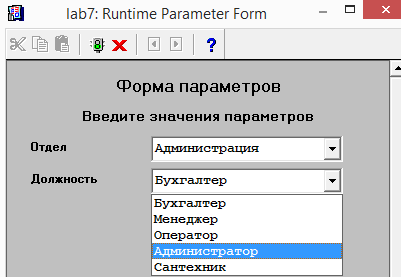 lab7: Runtime Parameter Form
Форма параметров
Введите значения параметров
Отдел Администрация
Должность Бухгалтер
Бухгалтер
Менеджер
Оператор
Администратор
Сантехник